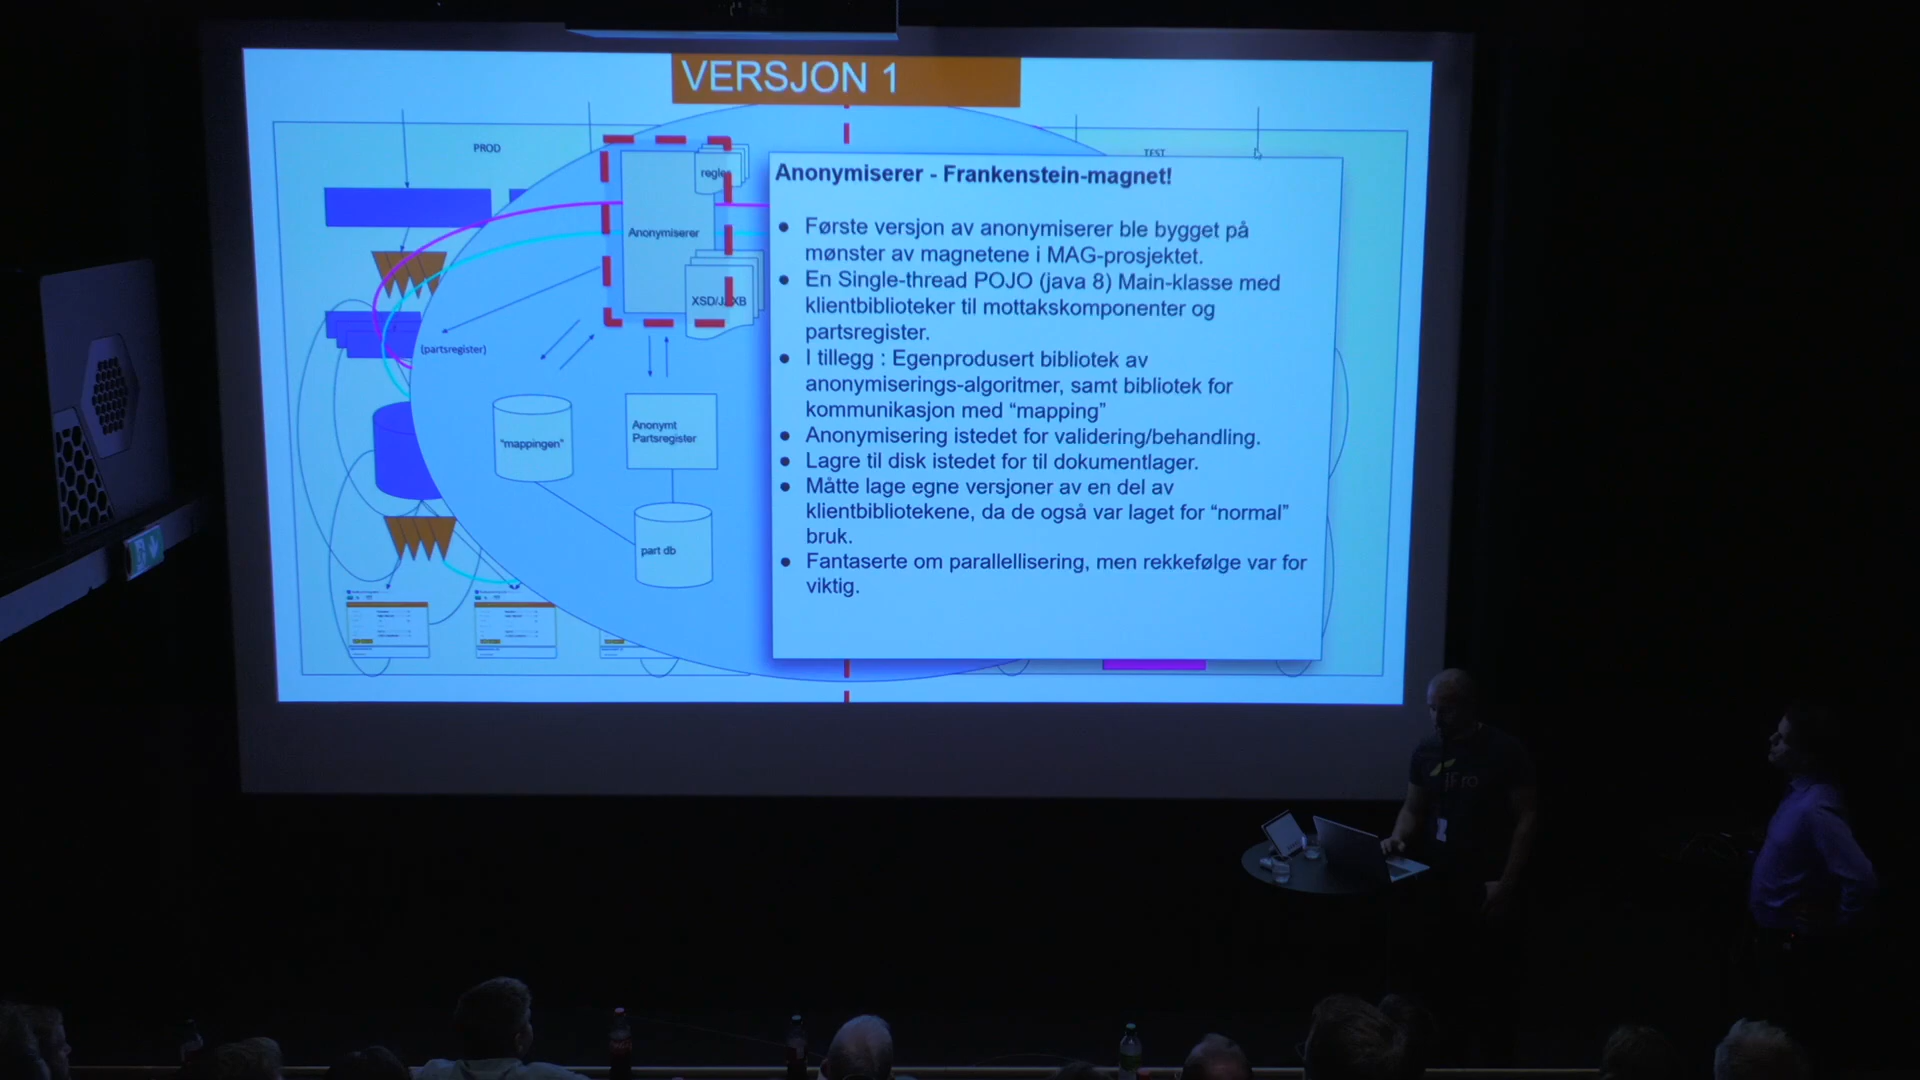 VERSJON 1
PROD
TEST
regler
Anonymiserer
XSD/JAXB
(partsregister)
"mappingen"
Anonymt
Partsregister
part db
Anonymiserer - Frankenstein-magnet!
Første versjon av anonymiserer ble bygget på
mønster av magnetene i MAG-prosjektet.
En Single-thread POJO (java 8) Main-klasse med
klientbiblioteker til mottakskomponenter og
partsregister.
I tillegg : Egenprodusert bibliotek av
anonymiserings-algoritmer, samt bibliotek for
kommunikasjon med “mapping”
Anonymisering istedet for validering/behandling.
Lagre til disk istedet for til dokumentlager.
Måtte lage egne versjoner av en del av
klientbibliotekene, da de også var laget for “normal”
bruk.
Fantaserte om parallellisering, men rekkefølge var for
viktig.